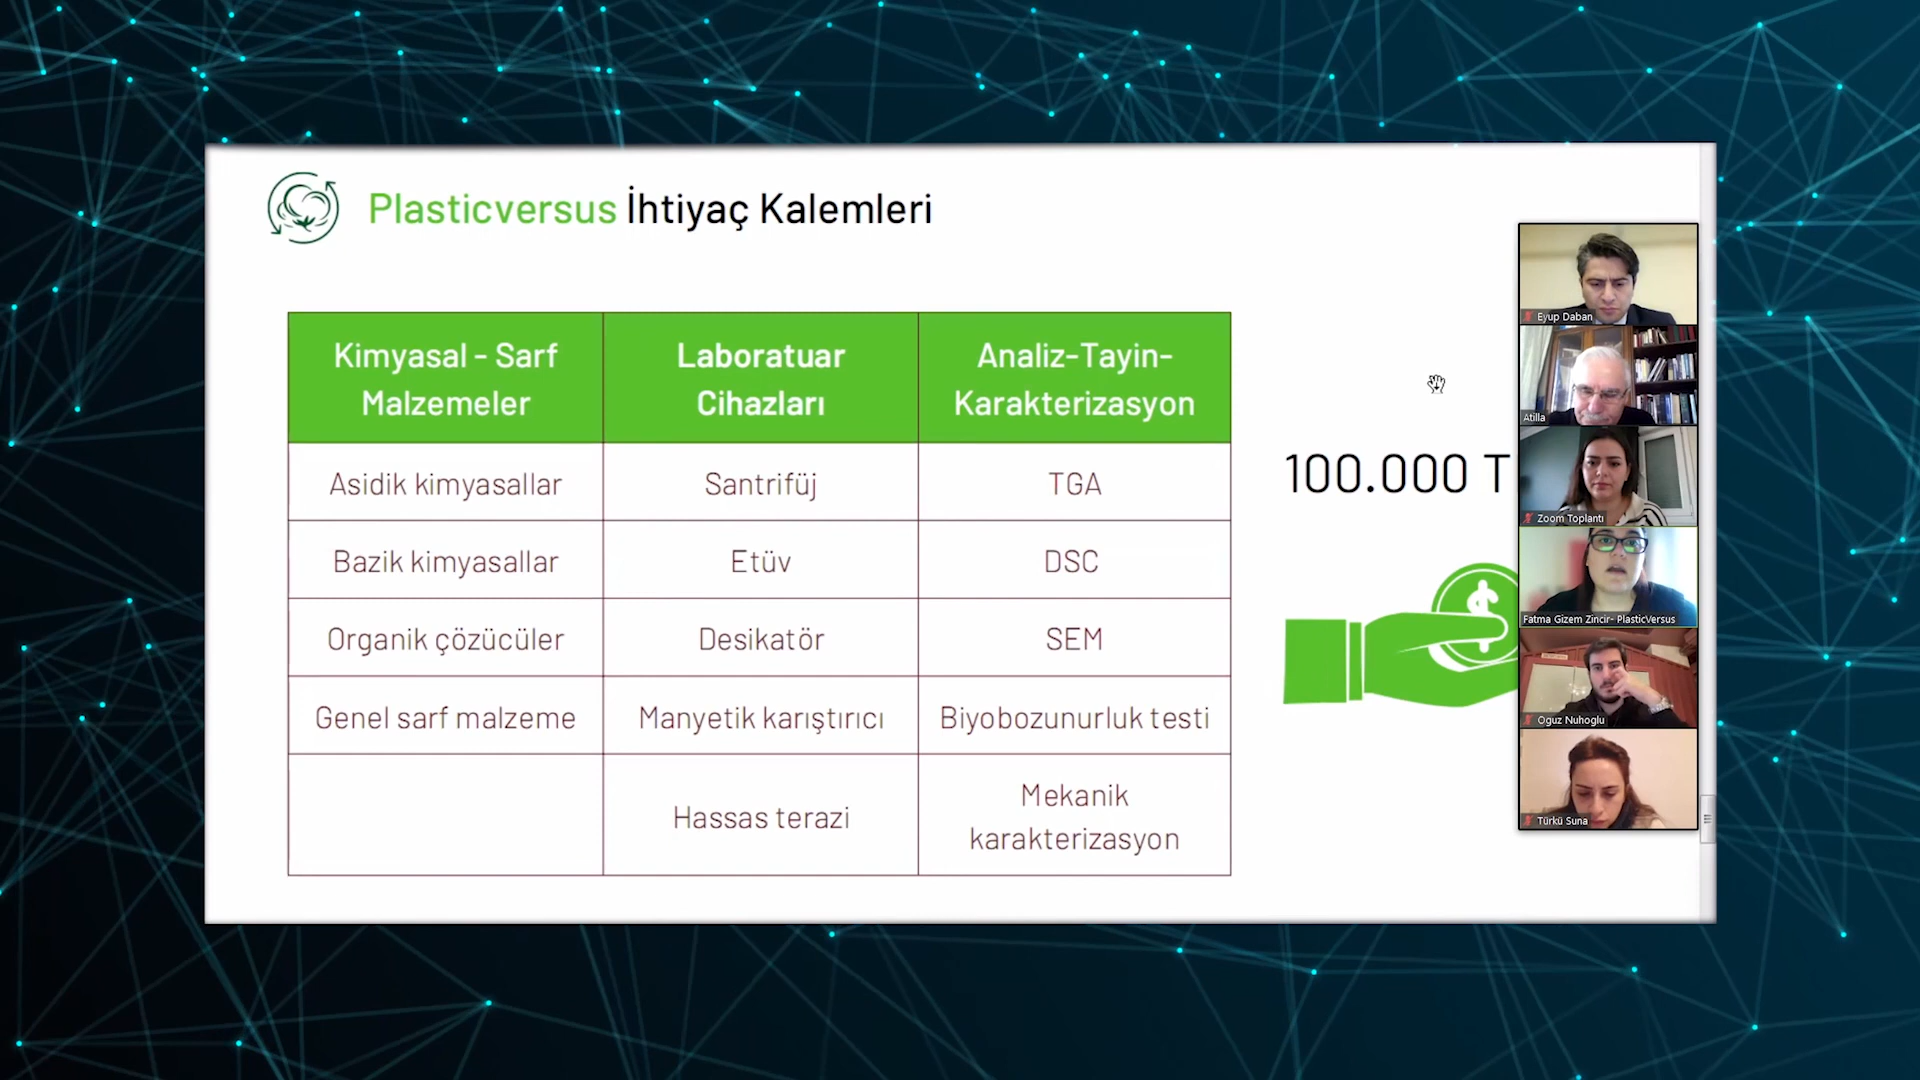 Plasticversus İhtiyaç Kalemleri
Kimyasal - Sarf
Malzemeler
Laboratuar
Cihazları
Analiz-Tayin-
Karakterizasyon
Asidik kimyasallar
Santrifüj
TGA
Bazik kimyasallar
Etüv
DSC
Organik çözücüler
Desikatör
SEM
Genel sarf malzeme
Manyetik karıştırıcı
Biyobozunurluk testi
Hassas terazi
Mekanik
karakterizasyon
100.000 T
$
Eyup Daban
Atilla
Zoom Toplantı
Fatma Gizem Zincir- PlasticVersus
Oguz Nuhoglu
Türkü Suna